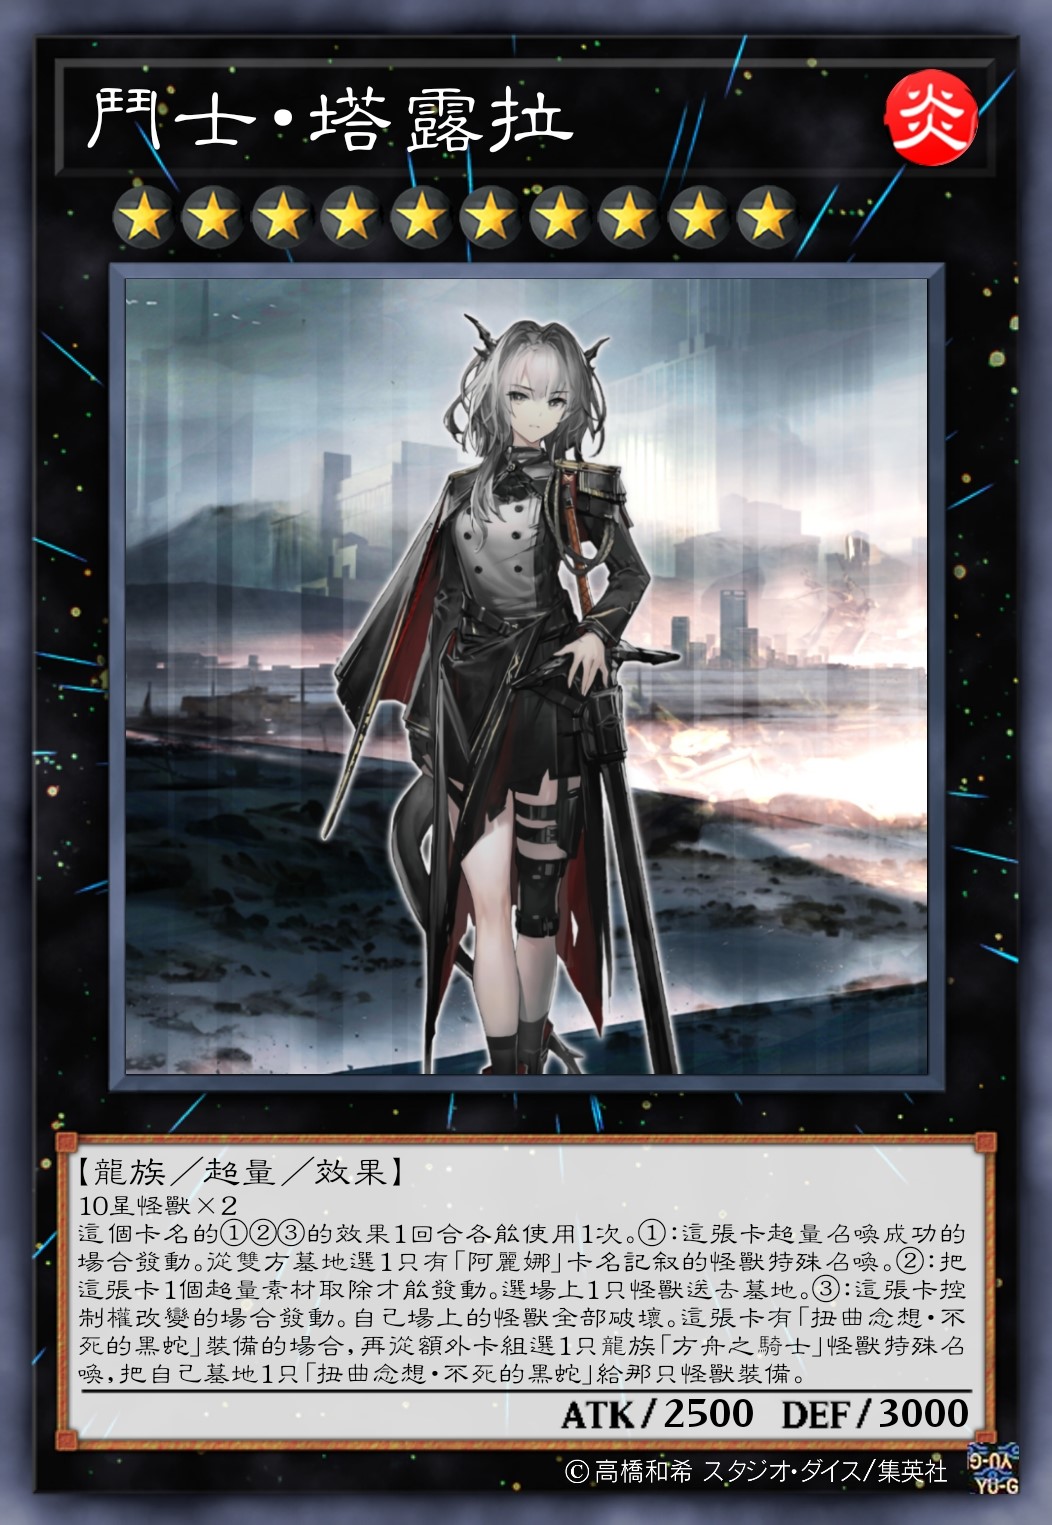 鬥士・塔露拉
炎
【龍族／超量／效果】
10星怪獸×2
這個卡名的①②③的效果1回合各能使用1次。①：這張卡超量召喚成功的
場合發動。從雙方墓地選1只有「阿麗娜」卡名記敘的怪獸特殊召喚。②：把
這張卡1個超量素材取除才能發動。選場上1只怪獸送去墓地。③：這張卡控
制權改變的場合發動。自己場上的怪獸全部破壞。這張卡有「扭曲念想・不
死的黑蛇」裝備的場合，再從額外卡組選1只龍族「方舟之騎士」怪獸特殊召
喚，把自己墓地1只「扭曲念想・不死的黑蛇」給那只怪獸裝備。
ATK/2500 DEF/3000
©高橋和希 スタジオ・ダイス/集英社
YU-G
YU-G